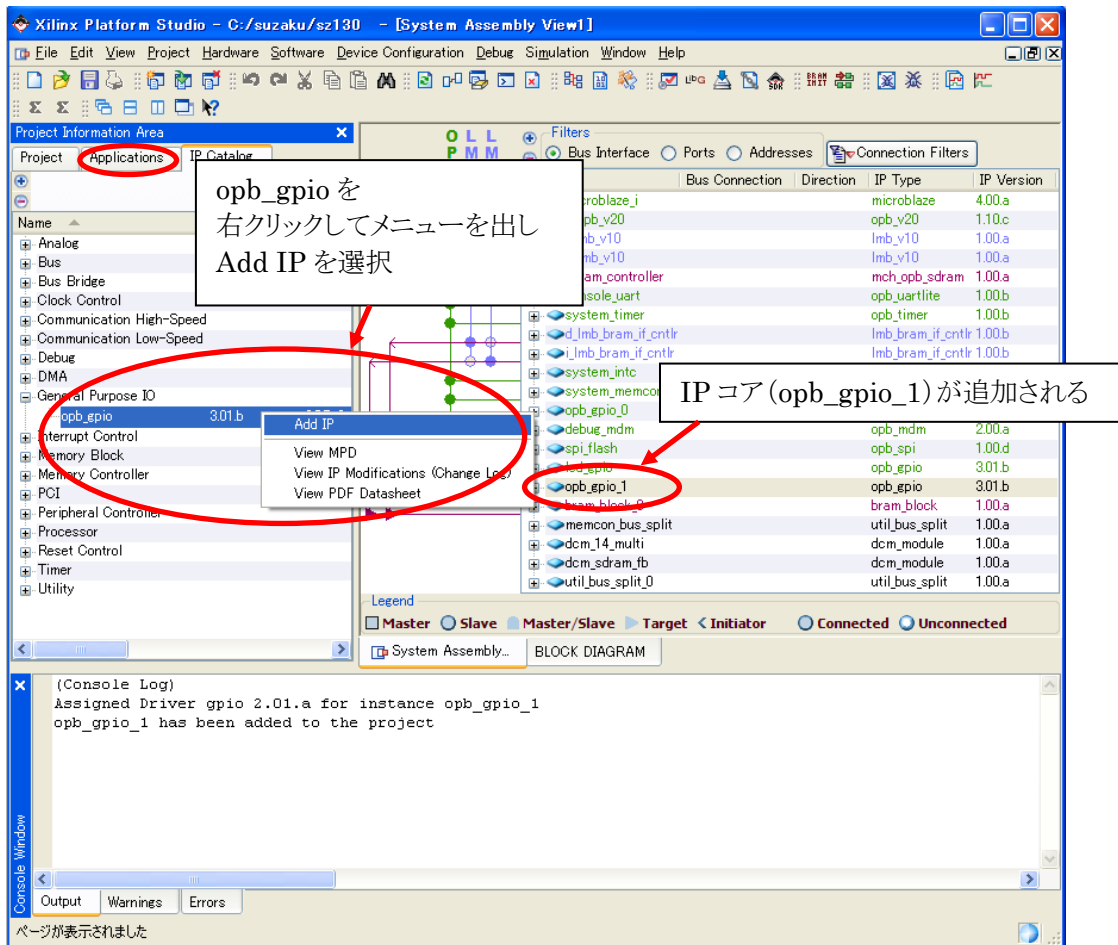 Xilinx Platform Studio - C:/suzaku/sz130 - [System Assembly View1]
File Edit View Project Hardware Software Device Configuration Debug Simulation Window Help
Project Information Area
Project Applications IP Catalog
Name
Analog
Bus
Bus Bridge
Clock Control
Communication High-Speed
Communication Low-Speed
Debug
DMA
General Purpose IO
opb_gpio 3.01.b
Interrupt Control
Memory Block
Memory Controller
PCI
Peripheral Controller
Processor
Reset Control
Timer
Utility
opb_gpio を
右クリックしてメニューを出し
Add IP を選択
Add IP
View MPD
View IP Modifications (Change Log)
View PDF Datasheet
O L L
P M M
Filters
Bus Interface Ports Addresses Connection Filters
Bus Connection Direction IP Type IP Version
microblaze 4.00.a
opb_v20 1.10.c
lmb_v10 1.00.a
lmb_v10 1.00.a
mch_opb_sdram 1.00.a
opb_uartlite 1.00.b
system_timer opb_timer 1.00.b
d_lmb_bram_if_cntlr lmb_bram_if_cntlr 1.00.b
i_lmb_bram_if_cntlr lmb_bram_if_cntlr 1.00.b
system_intc
system_memcon
opb_gpio_0
debug_mdm opb_mdm 2.00.a
spi_flash opb_spi 1.00.d
led_gpio opb_gpio 3.01.b
opb_gpio_1 opb_gpio 3.01.b
bram_block_0 bram_block 1.00.a
memcon_bus_split util_bus_split 1.00.a
dcm_14_multi dcm_module 1.00.a
dcm_sdram_fb dcm_module 1.00.a
util_bus_split_0 util_bus_split 1.00.a
IP コア（opb_gpio_1）が追加される
Legend
Master Slave Master/Slave Target Initiator Connected Unconnected
System Assembly... BLOCK DIAGRAM
(Console Log)
Assigned Driver gpio 2.01.a for instance opb_gpio_1
opb_gpio_1 has been added to the project
Console Window
Output Warnings Errors
ページが表示されました